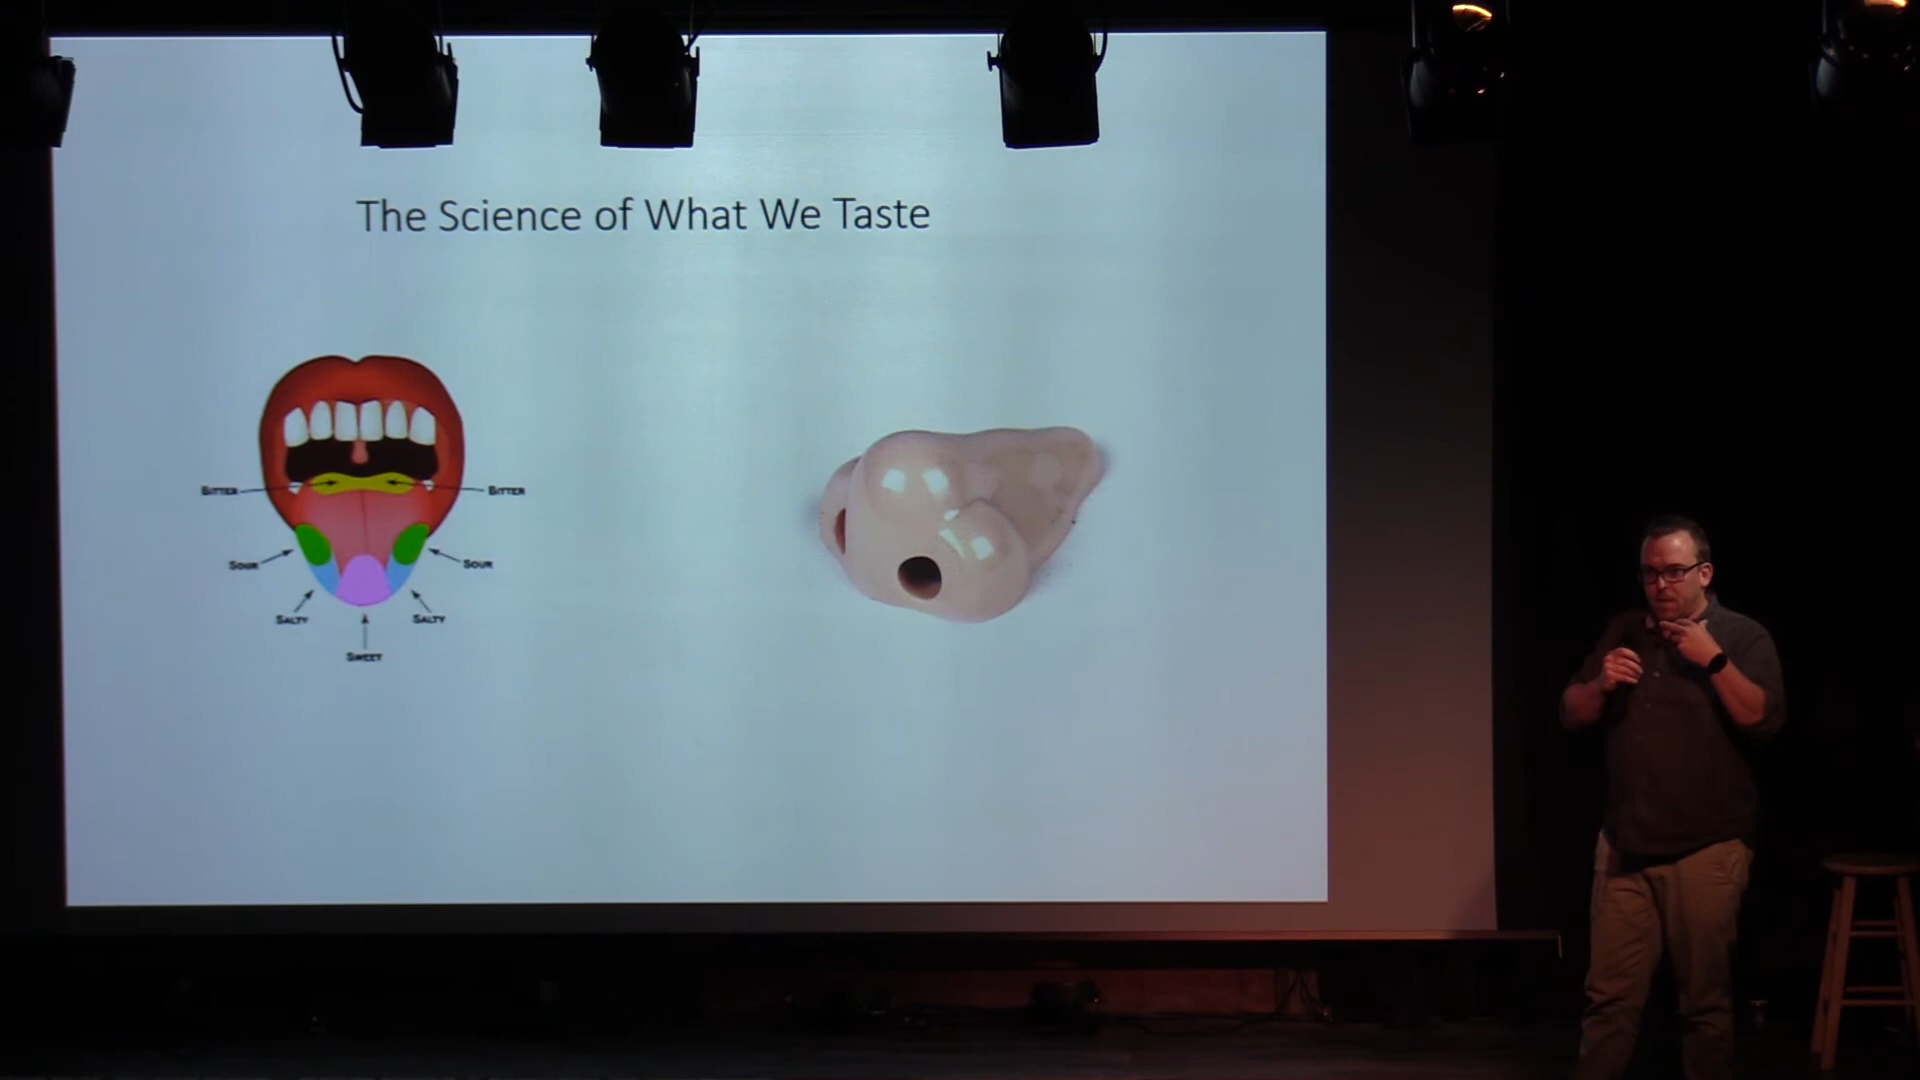 The Science of What We Taste
BITTER BITTER
SOUR SOUR
SALTY SALTY
SWEET